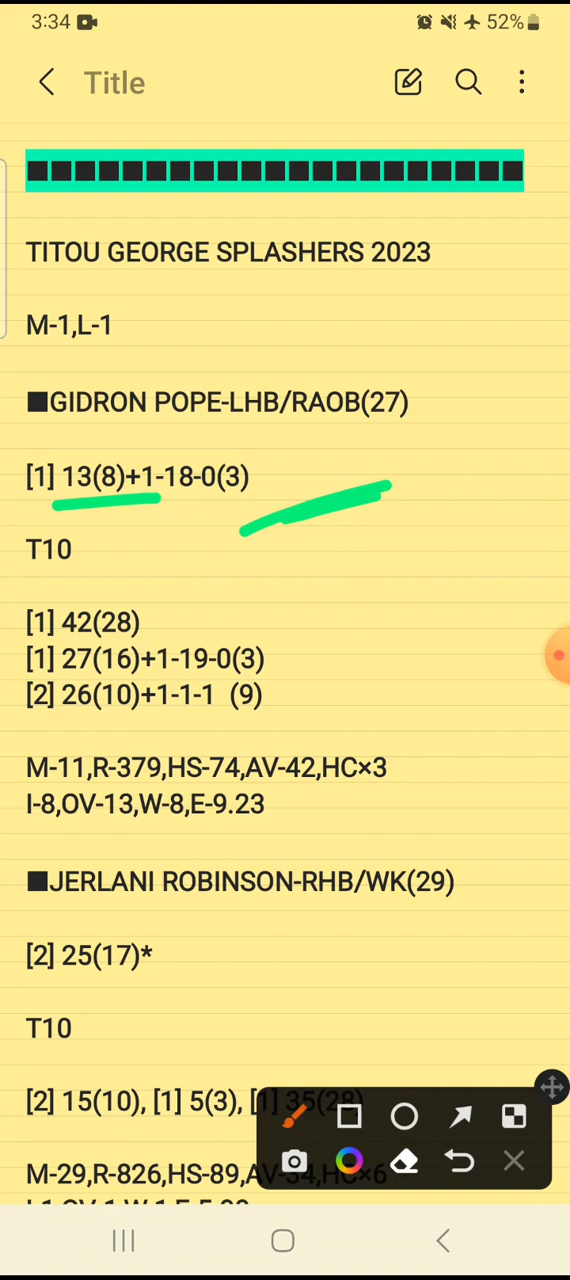 3:34 52%
Title
TITOU GEORGE SPLASHERS 2023
M-1,L-1
■GIDRON POPE-LHB/RAOB(27)
[1] 13(8)+1-18-0(3)
T10
[1] 42(28)
[1] 27(16)+1-19-0(3)
[2] 26(10)+1-1-1 (9)
M-11,R-379,HS-74,AV-42,HC×3
I-8,OV-13,W-8,E-9.23
■JERLANI ROBINSON-RHB/WK(29)
[2] 25(17)*
T10
[2] 15(10), [1] 5(3), [1] 35(28)
M-29,R-826,HS-89,AV-34,HC×6